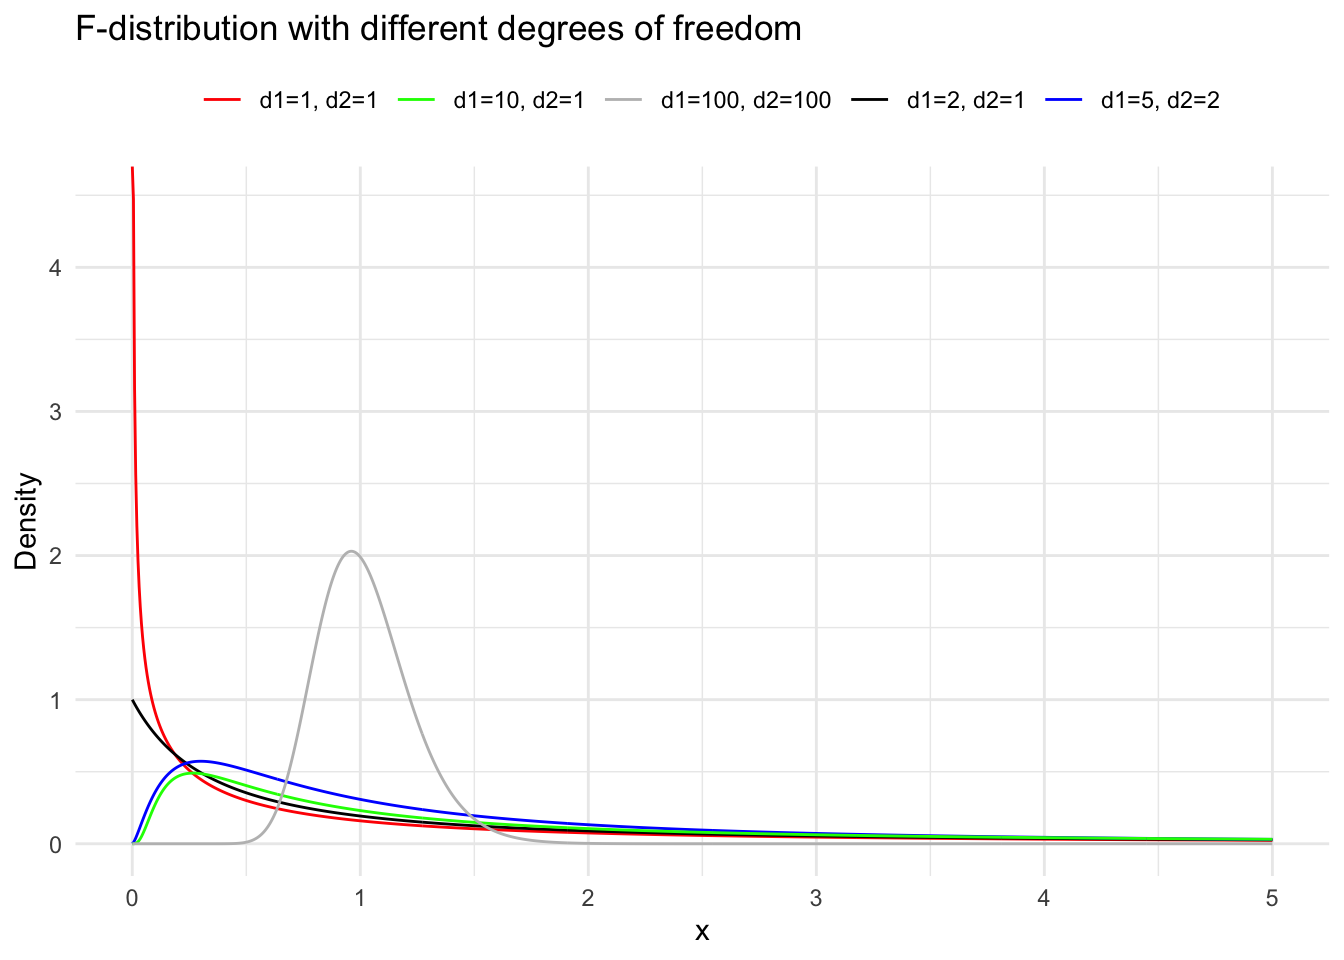 F-distribution with different degrees of freedom
d1=1, d2=1 d1=10, d2=1 d1=100, d2=100 d1=2, d2=1 d1=5, d2=2
4
3
2
1
0
Density
0 1 2 3 4 5
x